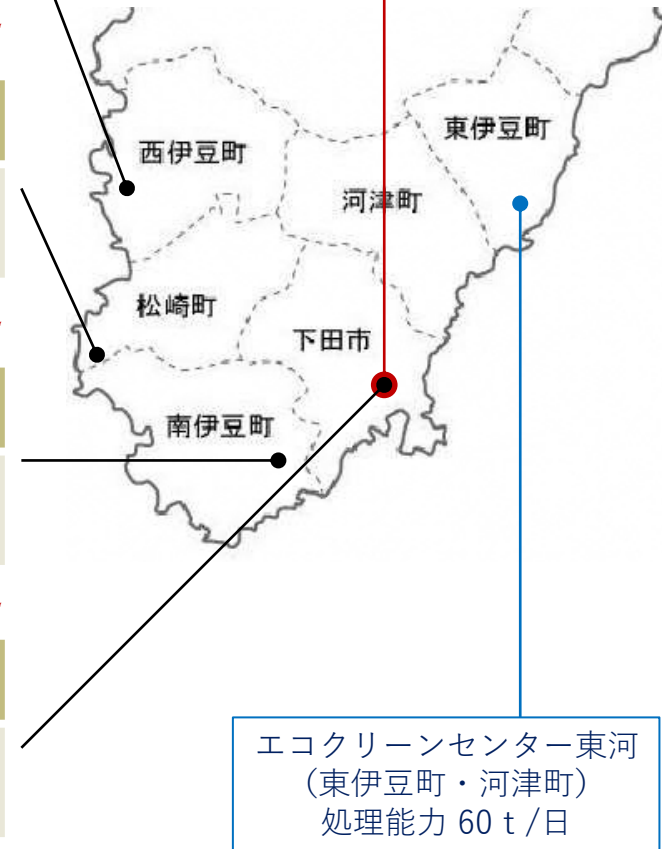 東伊豆町
西伊豆町
河津町
松崎町
下田市
南伊豆町
エコクリーンセンター東河
(東伊豆町・河津町)
処理能力 60ｔ/日